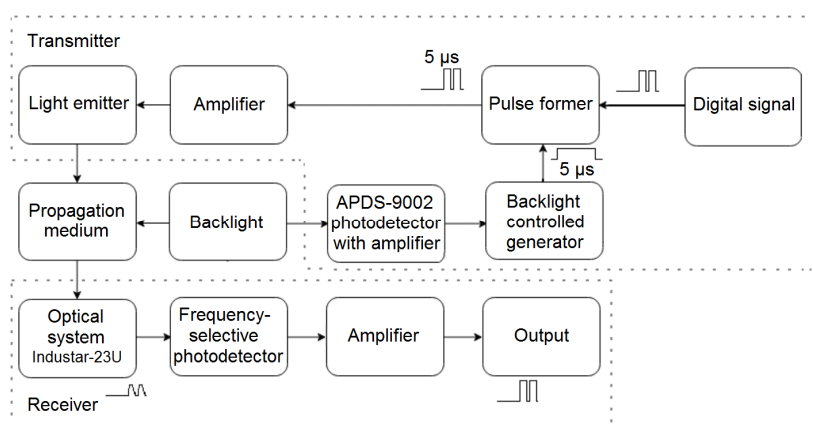 Transmitter
5 µs
Light emitter
Amplifier
Pulse former
Digital signal
5 µs
Propagation
medium
Backlight
APDS-9002
photodetector
with amplifier
Backlight
controlled
generator
Optical
system
Industar-23U
Frequency-
selective
photodetector
Amplifier
Output
Receiver